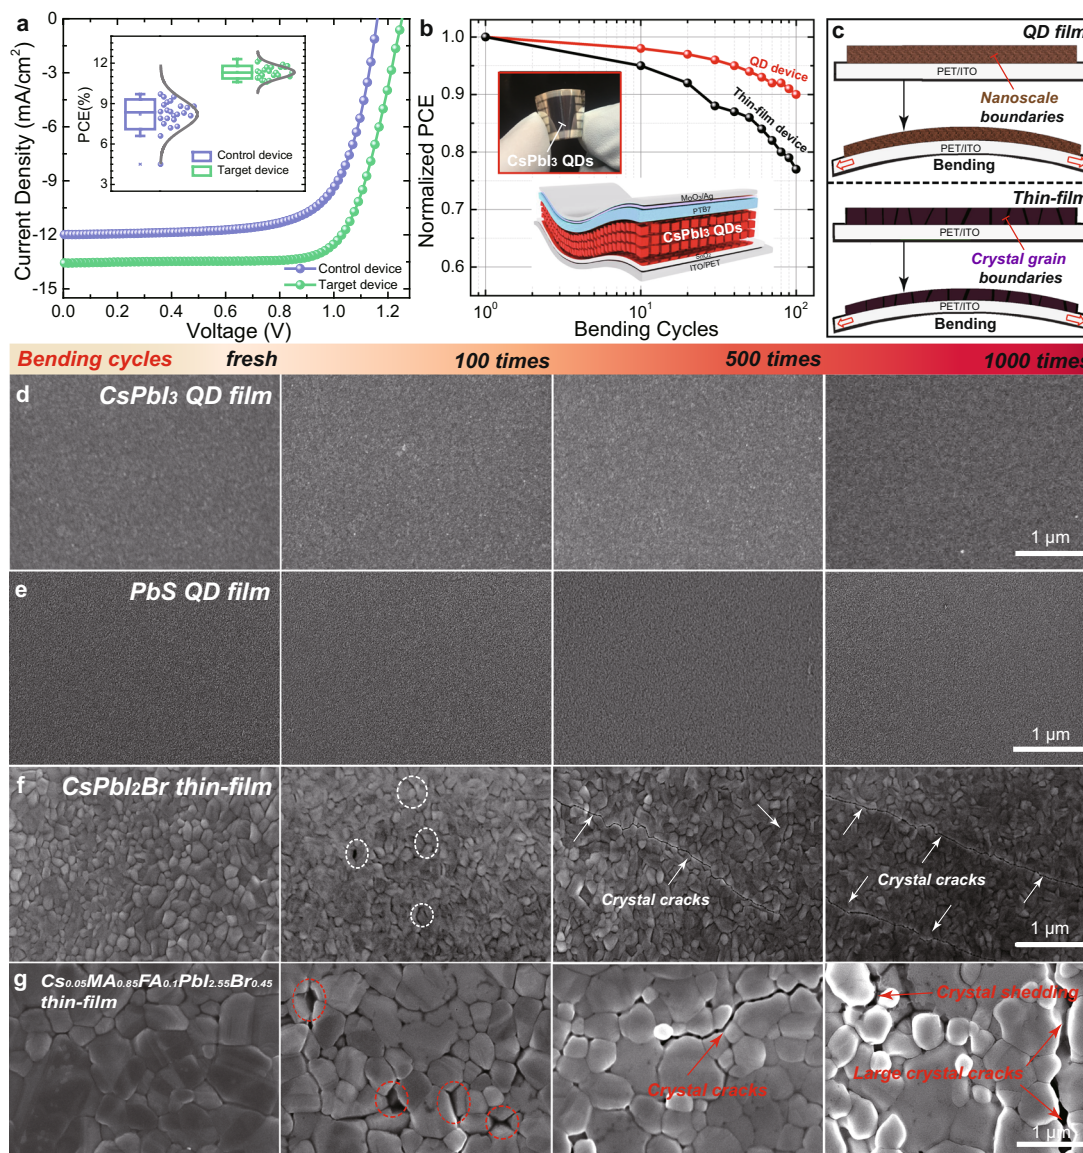 a
0
-3
-6
-9
-12
-15
Current Density (mA/cm²)
0.0 0.2 0.4 0.6 0.8 1.0 1.2
Voltage (V)
12
9
6
3
PCE(%)
Control device
Target device
Control device
Target device
b
1.0
0.9
0.8
0.7
0.6
Normalized PCE
10⁰ 10¹ 10²
Bending Cycles
QD device
Thin-film device
CsPbI₃ QDs
MoO₃/Ag
PTB7
CsPbI₃ QDs
ITO/PET
c
QD film
PET/ITO
Nanoscale
boundaries
PET/ITO
Bending
Thin-film
PET/ITO
Crystal grain
boundaries
PET/ITO
Bending
Bending cycles fresh 100 times 500 times 1000 times
d CsPbI₃ QD film
1 μm
e PbS QD film
1 μm
f CsPbI₂Br thin-film
Crystal cracks
Crystal cracks
1 μm
g Cs₀.₀₅MA₀.₈₅FA₀.₁PbI₂.₅₅Br₀.₄₅
thin-film
Crystal cracks
Crystal shedding
Large crystal cracks
1 μm